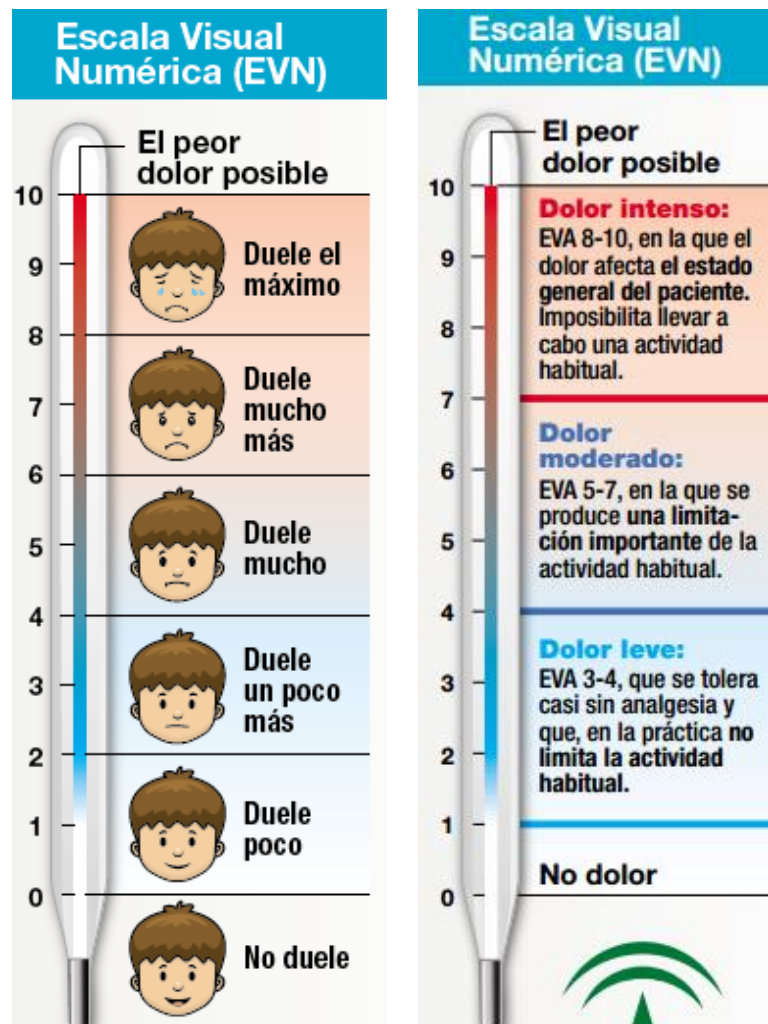 Escala Visual
Numérica (EVN)
El peor
dolor posible
10
Duele el
máximo
9
8
Duele
mucho
más
7
6
Duele
mucho
5
4
Duele
un poco
más
3
2
Duele
poco
1
0
No duele
Escala Visual
Numérica (EVN)
El peor
dolor posible
10
Dolor intenso:
EVA 8-10, en la que el
dolor afecta el estado
general del paciente.
Imposibilita llevar a
cabo una actividad
habitual.
9
8
7
Dolor
moderado:
EVA 5-7, en la que se
produce una limita-
ción importante de la
actividad habitual.
6
5
4
Dolor leve:
EVA 3-4, que se tolera
casi sin analgesia y
que, en la práctica no
limita la actividad
habitual.
3
2
1
No dolor
0